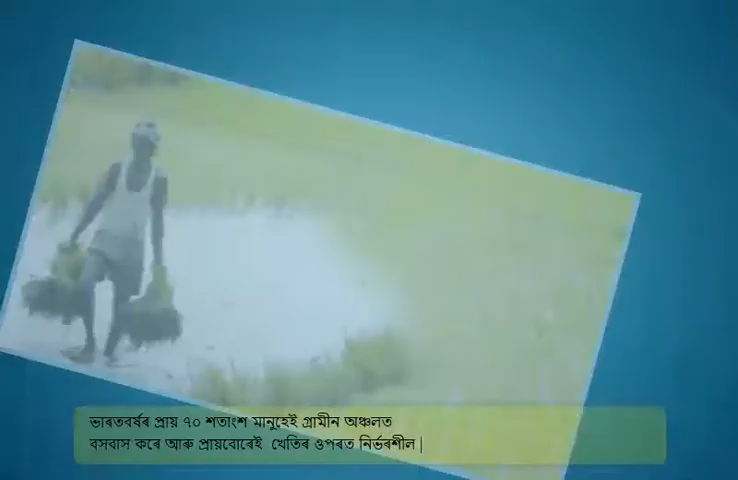 ভাৰতবৰ্ষৰ প্ৰায় ৭০ শতাংশ মানুহেই গ্ৰামীন অঞ্চলত
বসবাস কৰে আৰু প্ৰায়বোৰেই খেতিৰ ওপৰত নিৰ্ভৰশীল |